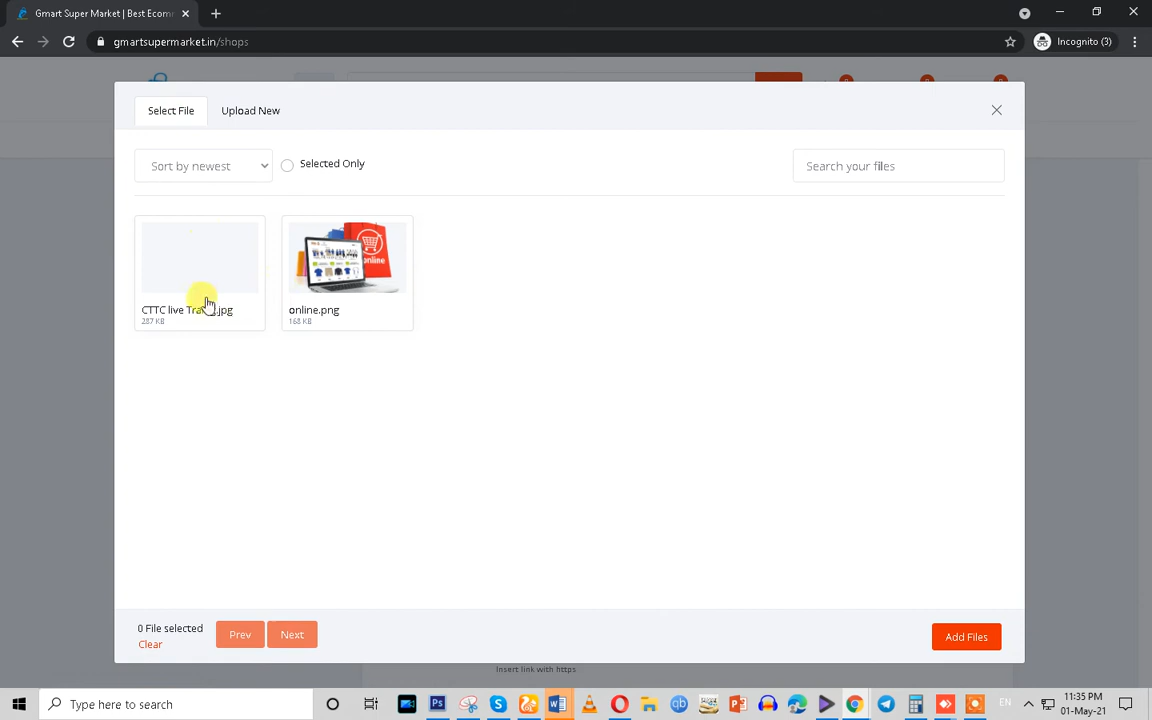 Gmart Super Market | Best Ecom
gmartsupermarket.in/shops
Incognito (3)
Select File
Upload New
Sort by newest
Selected Only
Search your files
CTTC live
.jpg
287 KB
online.png
168 KB
0 File selected
Clear
Prev
Next
Add Files
Insert link with https
Type here to search
EN
11:35 PM
01-May-21